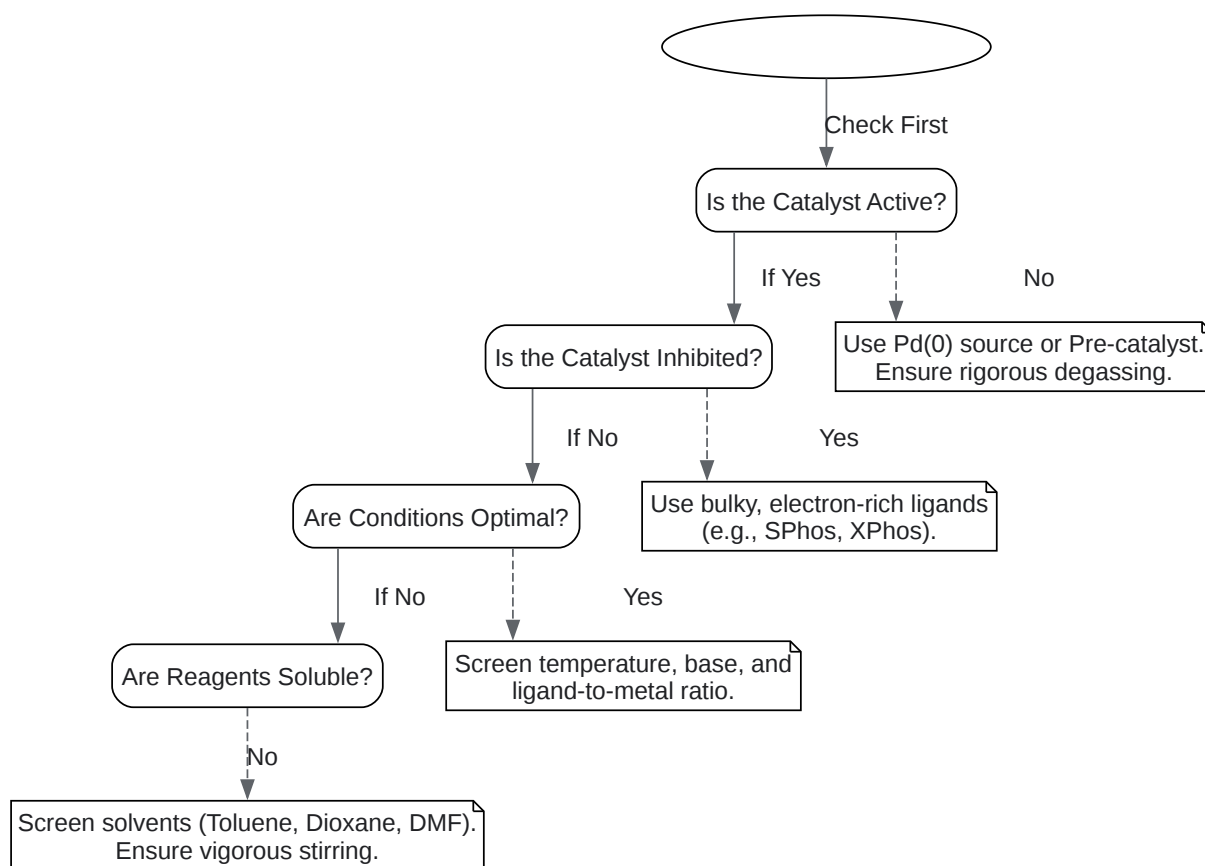 Check First
Is the Catalyst Active?
If Yes
No
Is the Catalyst Inhibited?
Use Pd(0) source or Pre-catalyst.
Ensure rigorous degassing.
If No
Yes
Are Conditions Optimal?
Use bulky, electron-rich ligands
(e.g., SPhos, XPhos).
If No
Yes
Are Reagents Soluble?
Screen temperature, base, and
ligand-to-metal ratio.
No
Screen solvents (Toluene, Dioxane, DMF).
Ensure vigorous stirring.